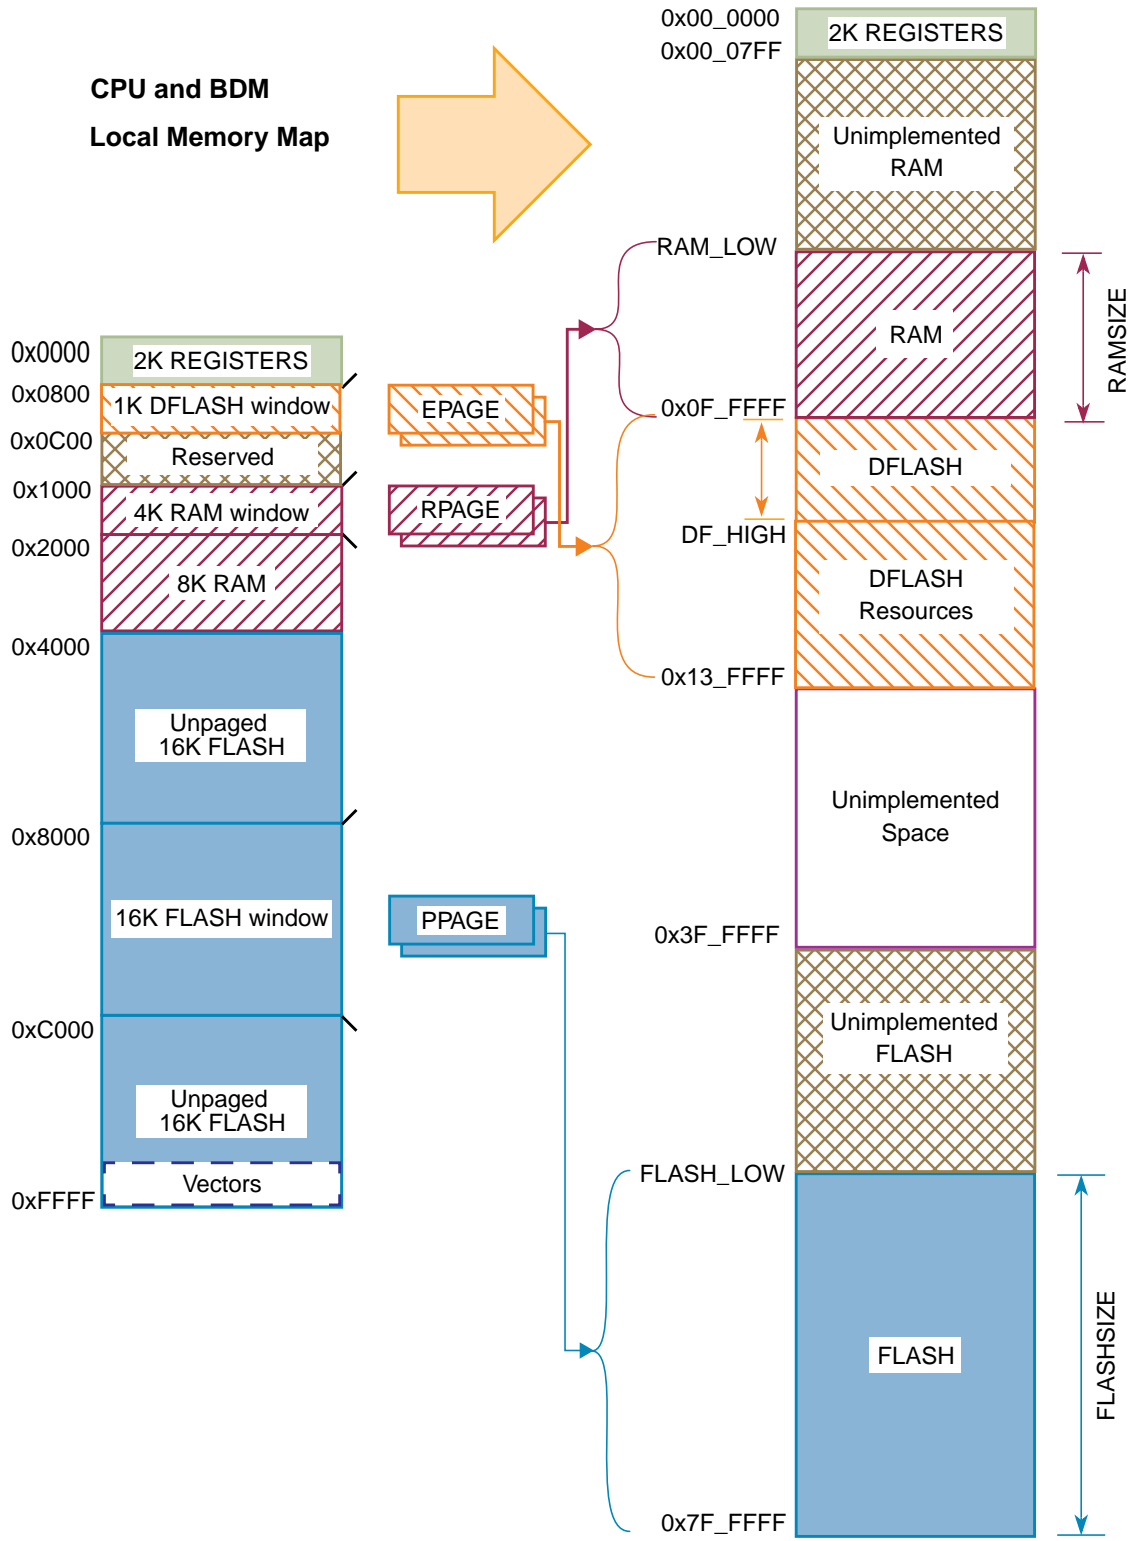 CPU and BDM
Local Memory Map
0x0000
2K REGISTERS
0x0800
1K DFLASH window
0x0C00
Reserved
0x1000
4K RAM window
0x2000
8K RAM
0x4000
Unpaged
16K FLASH
0x8000
16K FLASH window
0xC000
Unpaged
16K FLASH
Vectors
0xFFFF
EPAGE
RPAGE
PPAGE
0x00_0000
2K REGISTERS
0x00_07FF
Unimplemented
RAM
RAM_LOW
RAM
RAMSIZE
0x0F_FFFF
DFLASH
DF_HIGH
DFLASH
Resources
0x13_FFFF
Unimplemented
Space
0x3F_FFFF
Unimplemented
FLASH
FLASH_LOW
FLASH
FLASHSIZE
0x7F_FFFF